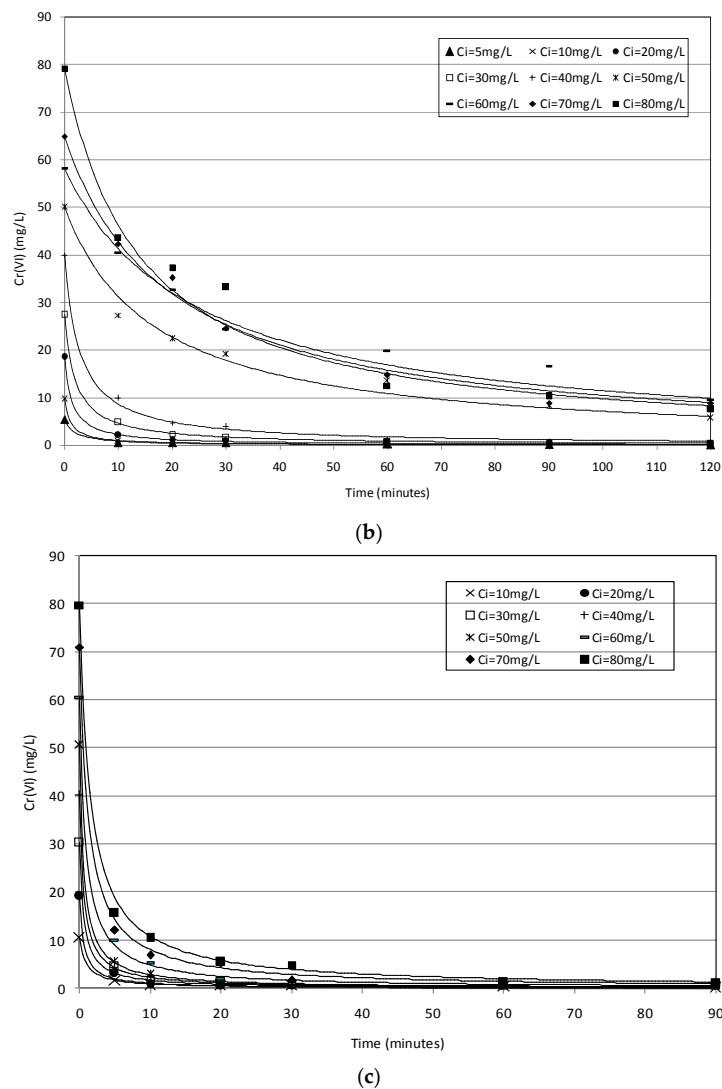 90
80
70
60
50
40
30
20
10
0
Cr(VI) (mg/L)
Ci=5mg/L Ci=10mg/L Ci=20mg/L
Ci=30mg/L Ci=40mg/L Ci=50mg/L
Ci=60mg/L Ci=70mg/L Ci=80mg/L
0 10 20 30 40 50 60 70 80 90 100 110 120
Time (minutes)
(b)
90
80
70
60
50
40
30
20
10
0
Cr(VI) (mg/L)
Ci=10mg/L Ci=20mg/L
Ci=30mg/L Ci=40mg/L
Ci=50mg/L Ci=60mg/L
Ci=70mg/L Ci=80mg/L
0 10 20 30 40 50 60 70 80 90
Time (minutes)
(c)